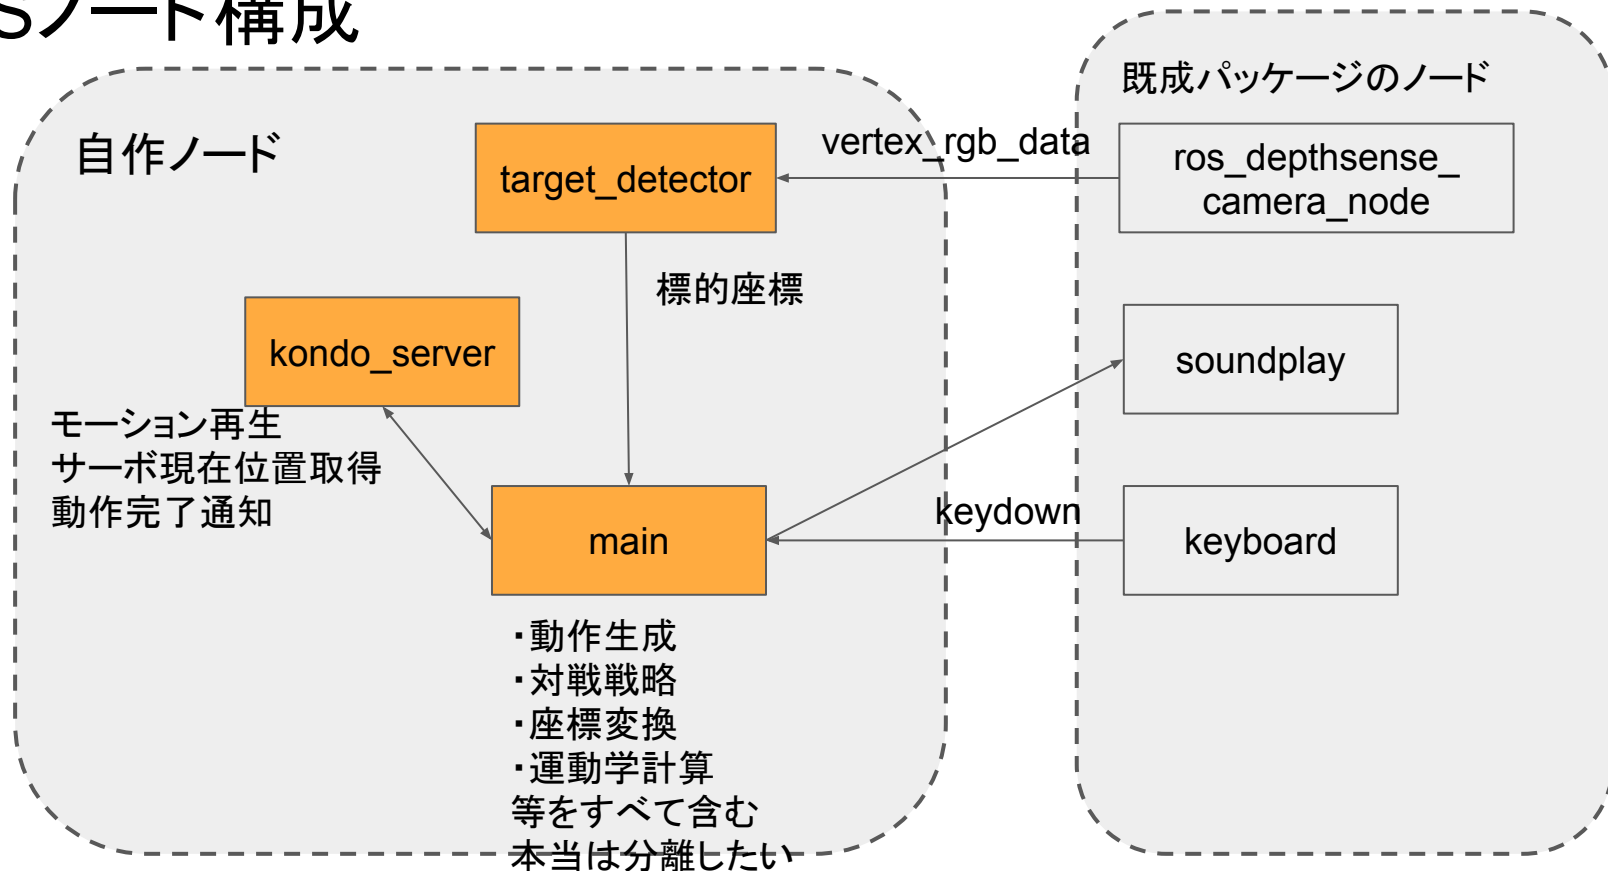 Sノード構成
既成パッケージのノード
自作ノード
target_detector
vertex_rgb_data
ros_depthsense_
camera_node
標的座標
kondo_server
soundplay
モーション再生
サーボ現在位置取得
動作完了通知
main
keydown
keyboard
・動作生成
・対戦戦略
・座標変換
・運動学計算
等をすべて含む
本当は分離したい